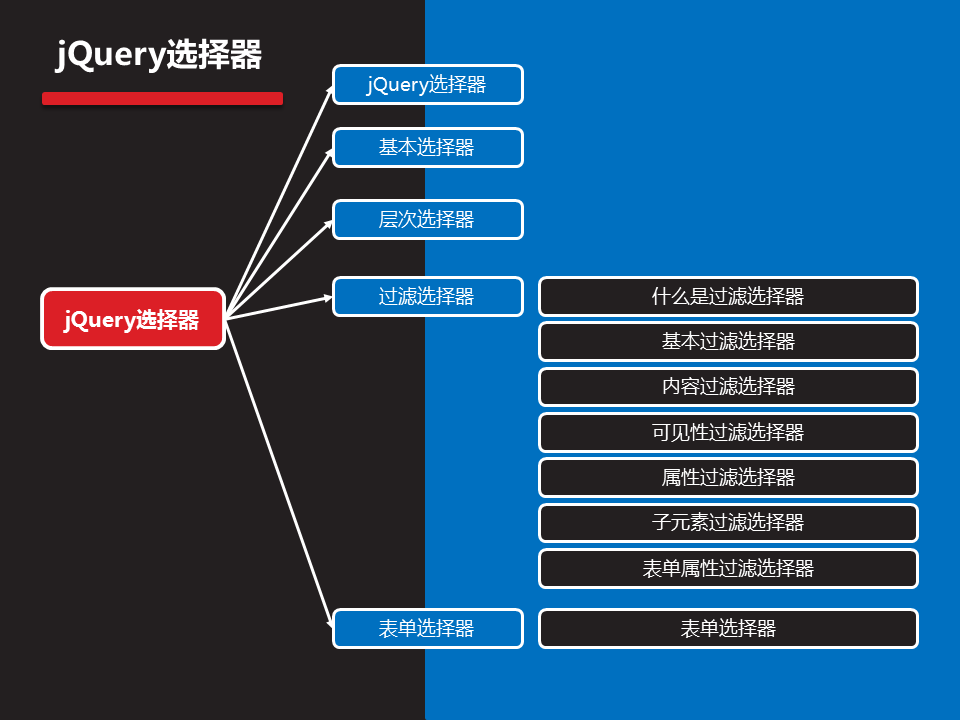 jQuery选择器
jQuery选择器
基本选择器
层次选择器
过滤选择器
什么是过滤选择器
jQuery选择器
基本过滤选择器
内容过滤选择器
可见性过滤选择器
属性过滤选择器
子元素过滤选择器
表单属性过滤选择器
表单选择器
表单选择器